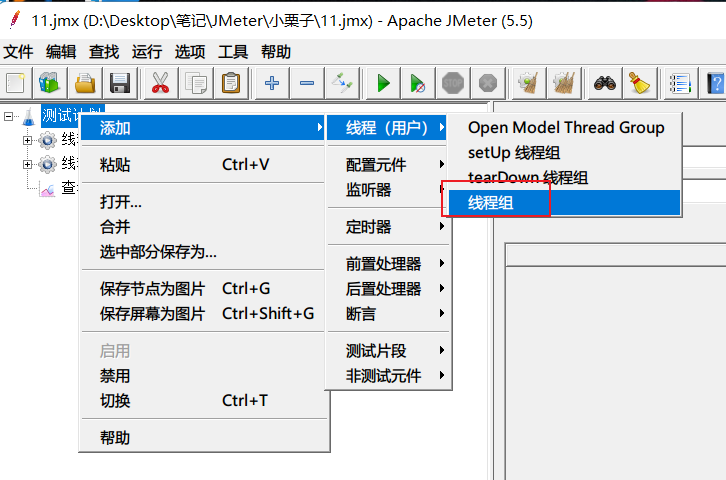 11.jmx (D:\Desktop\笔记\JMeter\小栗子\11.jmx) - Apache JMeter (5.5)
文件 编辑 查找 运行 选项 工具 帮助
测试计划
线
线
查
添加
粘贴 Ctrl+V
打开...
合并
选中部分保存为...
保存节点为图片 Ctrl+G
保存屏幕为图片 Ctrl+Shift+G
启用
禁用
切换 Ctrl+T
帮助
线程（用户）
配置元件
监听器
定时器
前置处理器
后置处理器
断言
测试片段
非测试元件
Open Model Thread Group
setUp 线程组
tearDown 线程组
线程组